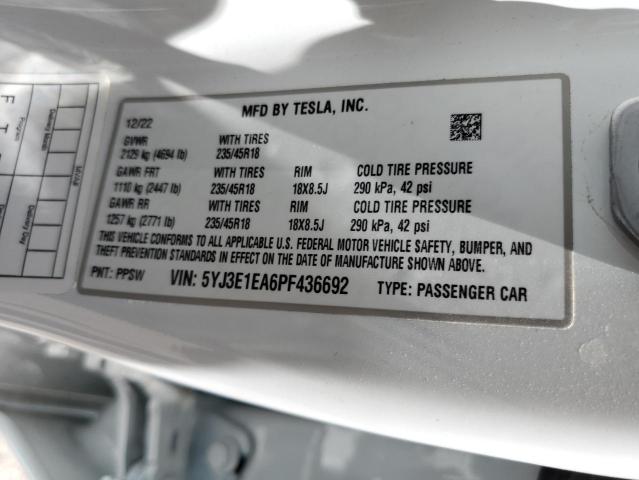 MFD BY TESLA, INC.
12/22
GVWR WITH TIRES
2129 kg (4694 lb) 235/45R18
GAWR FRT WITH TIRES RIM COLD TIRE PRESSURE
1110 kg (2447 lb) 235/45R18 18X8.5J 290 kPa, 42 psi
GAWR RR WITH TIRES RIM COLD TIRE PRESSURE
1257 kg (2771 lb) 235/45R18 18X8.5J 290 kPa, 42 psi
THIS VEHICLE CONFORMS TO ALL APPLICABLE U.S. FEDERAL MOTOR VEHICLE SAFETY, BUMPER, AND
THEFT PREVENTION STANDARDS IN EFFECT ON THE DATE OF MANUFACTURE SHOWN ABOVE.
PNT: PPSW VIN: 5YJ3E1EA6PF436692 TYPE: PASSENGER CAR